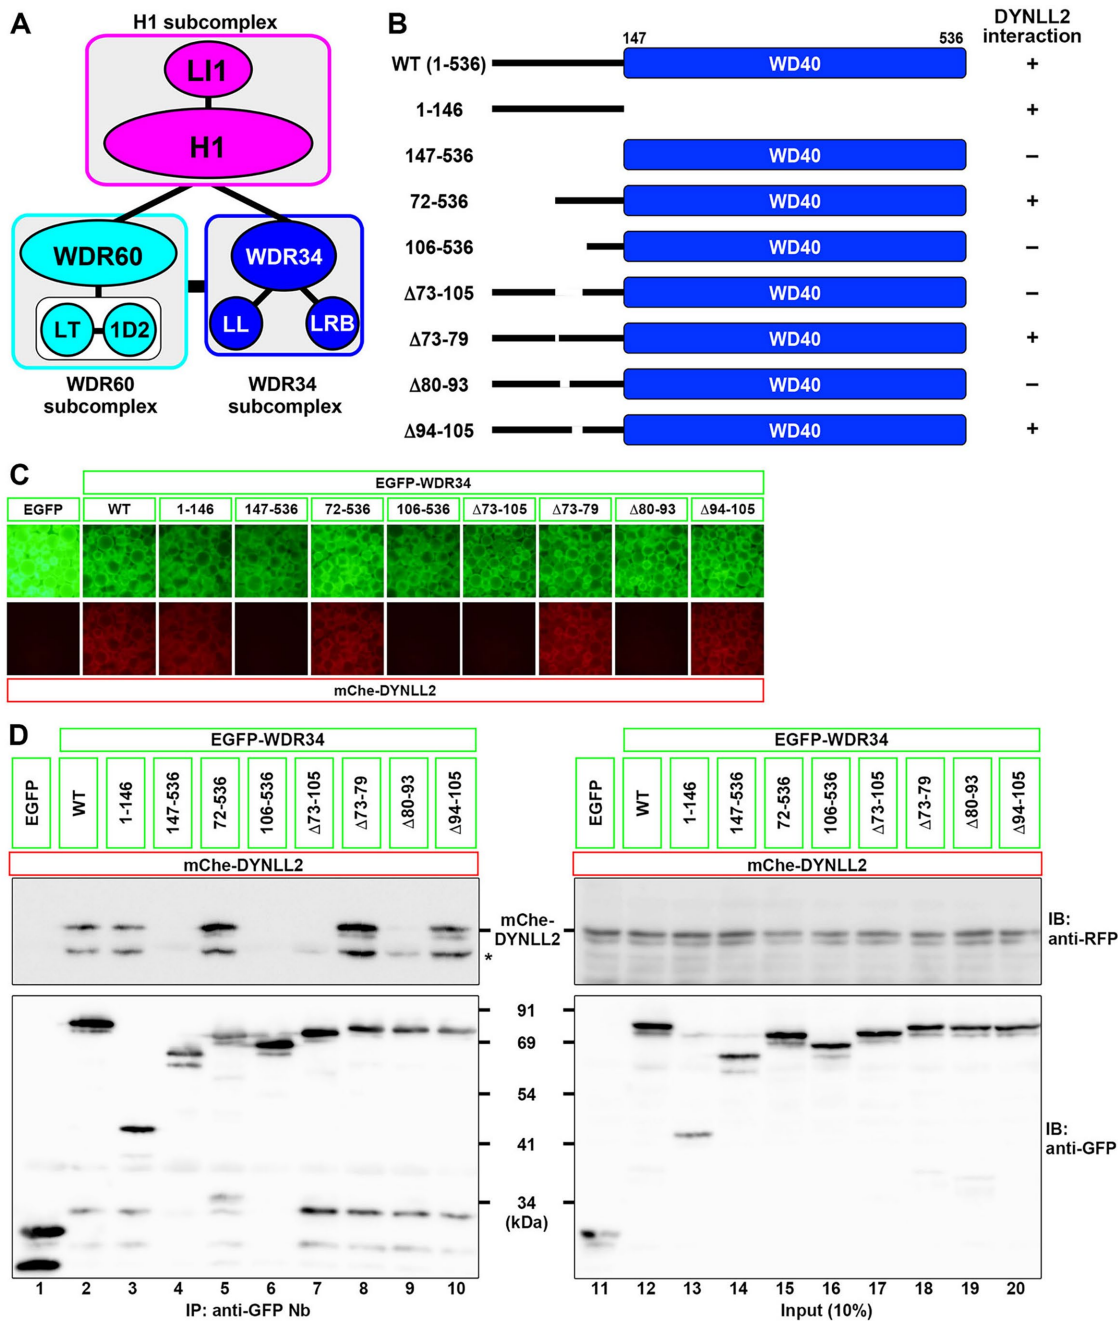 A
H1 subcomplex
LI1
H1
WDR60
LT
1D2
WDR34
LL
LRB
WDR60
subcomplex
WDR34
subcomplex
B
DYNLL2
interaction
147
536
WT (1-536)
WD40
+
1-146
+
147-536
WD40
–
72-536
WD40
+
106-536
WD40
–
Δ73-105
WD40
–
Δ73-79
WD40
+
Δ80-93
WD40
–
Δ94-105
WD40
+
C
EGFP-WDR34
EGFP
WT
1-146
147-536
72-536
106-536
Δ73-105
Δ73-79
Δ80-93
Δ94-105
mChe-DYNLL2
D
EGFP-WDR34
EGFP
WT
1-146
147-536
72-536
106-536
Δ73-105
Δ73-79
Δ80-93
Δ94-105
mChe-DYNLL2
mChe-
DYNLL2
*
91
69
54
41
34
(kDa)
1 2 3 4 5 6 7 8 9 10
IP: anti-GFP Nb
EGFP-WDR34
EGFP
WT
1-146
147-536
72-536
106-536
Δ73-105
Δ73-79
Δ80-93
Δ94-105
mChe-DYNLL2
IB:
anti-RFP
IB:
anti-GFP
11 12 13 14 15 16 17 18 19 20
Input (10%)